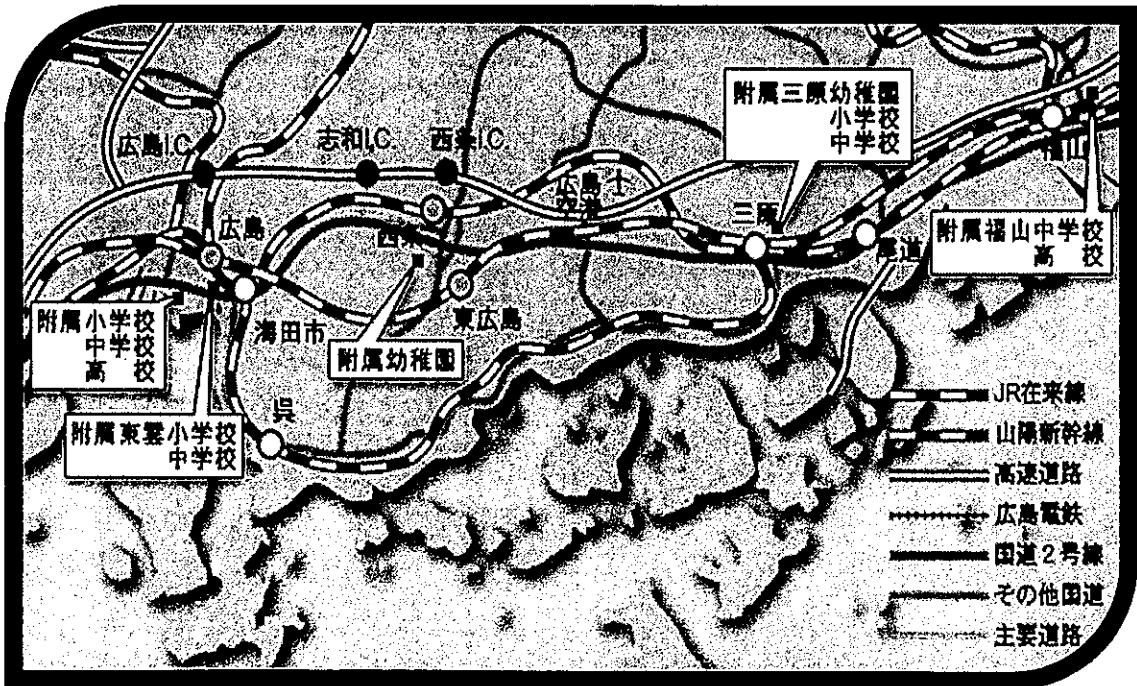 附属三原幼稚園
小学校
中学校
広島I.C.
志和I.C.
西条I.C.
福山
広島
空港
三原
附属福山中学校
高　校
広島
西条
尾道
東広島
海田市
附属小学校
中学校
高　校
附属幼稚園
呉
附属東雲小学校
中学校
JR在来線
山陽新幹線
高速道路
広島電鉄
国道2号線
その他国道
主要道路